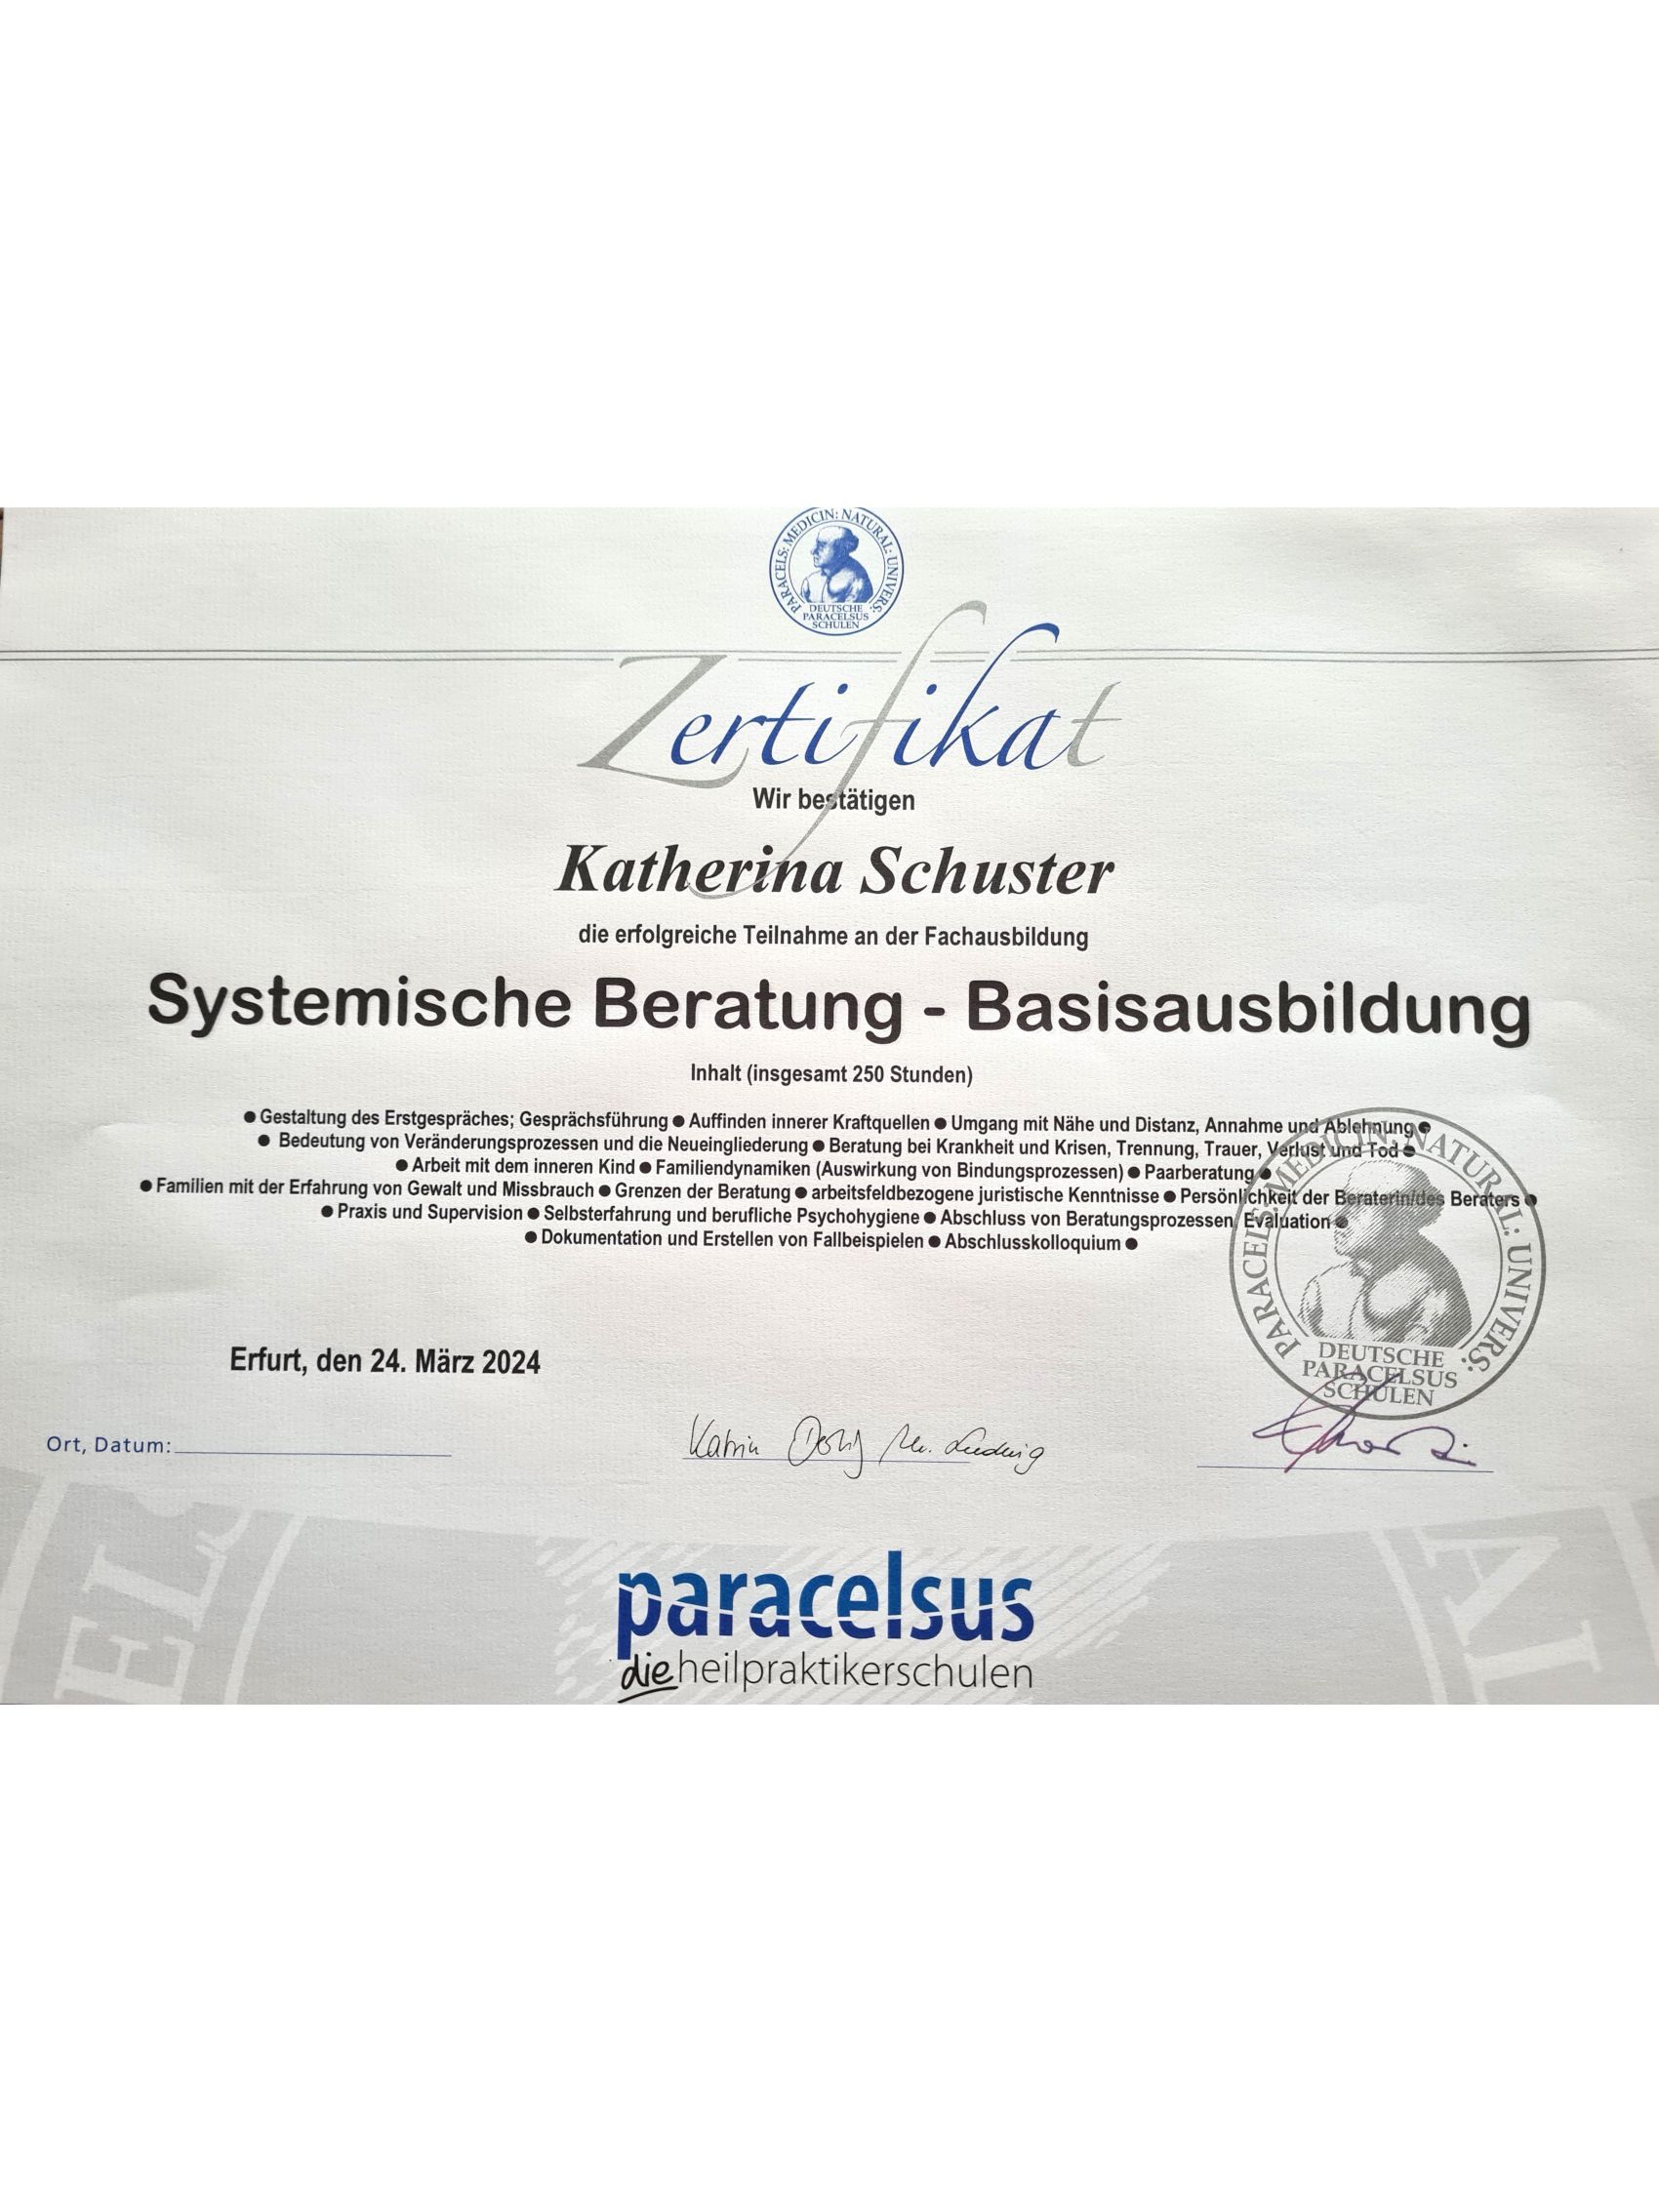 PARACELS: MEDICIN: NATURAL: UNIVERS:
DEUTSCHE
PARACELSUS
SCHULEN
Zertifikat
Wir bestätigen
Katherina Schuster
die erfolgreiche Teilnahme an der Fachausbildung
Systemische Beratung - Basisausbildung
Inhalt (insgesamt 250 Stunden)
● Gestaltung des Erstgespräches; Gesprächsführung ● Auffinden innerer Kraftquellen ● Umgang mit Nähe und Distanz, Annahme und Ablehnung ●
● Bedeutung von Veränderungsprozessen und die Neueingliederung ● Beratung bei Krankheit und Krisen, Trennung, Trauer, Verlust und Tod ●
● Arbeit mit dem inneren Kind ● Familiendynamiken (Auswirkung von Bindungsprozessen) ● Paarberatung ●
● Familien mit der Erfahrung von Gewalt und Missbrauch ● Grenzen der Beratung ● arbeitsfeldbezogene juristische Kenntnisse ● Persönlichkeit der Beraterin/des Beraters ●
● Praxis und Supervision ● Selbsterfahrung und berufliche Psychohygiene ● Abschluss von Beratungsprozessen, Evaluation ●
● Dokumentation und Erstellen von Fallbeispielen ● Abschlusskolloquium ●
PARACELS: MEDICIN: NATURAL: UNIVERS:
DEUTSCHE
PARACELSUS
SCHULEN
Erfurt, den 24. März 2024
Ort, Datum:
Katrin Ludwig
EL
AL
paracelsus
die heilpraktikerschulen